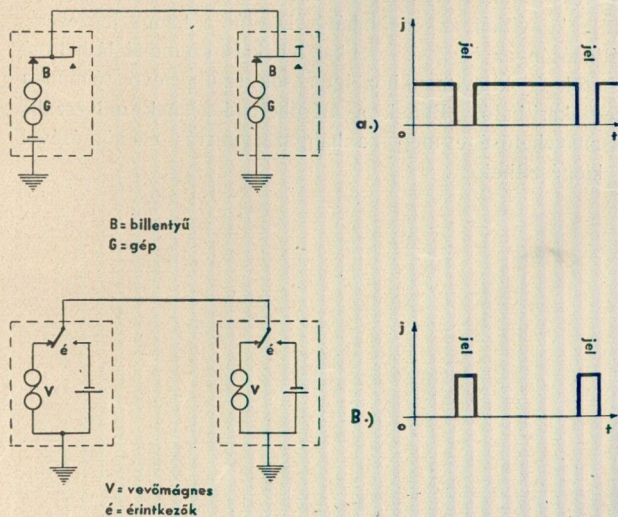 T
B
G
T
B
G
j
jel
jel
a.)
o
t
B = billentyű
G = gép
é
V
é
V
j
jel
jel
B.)
o
t
V = vevőmágnes
é = érintkezők